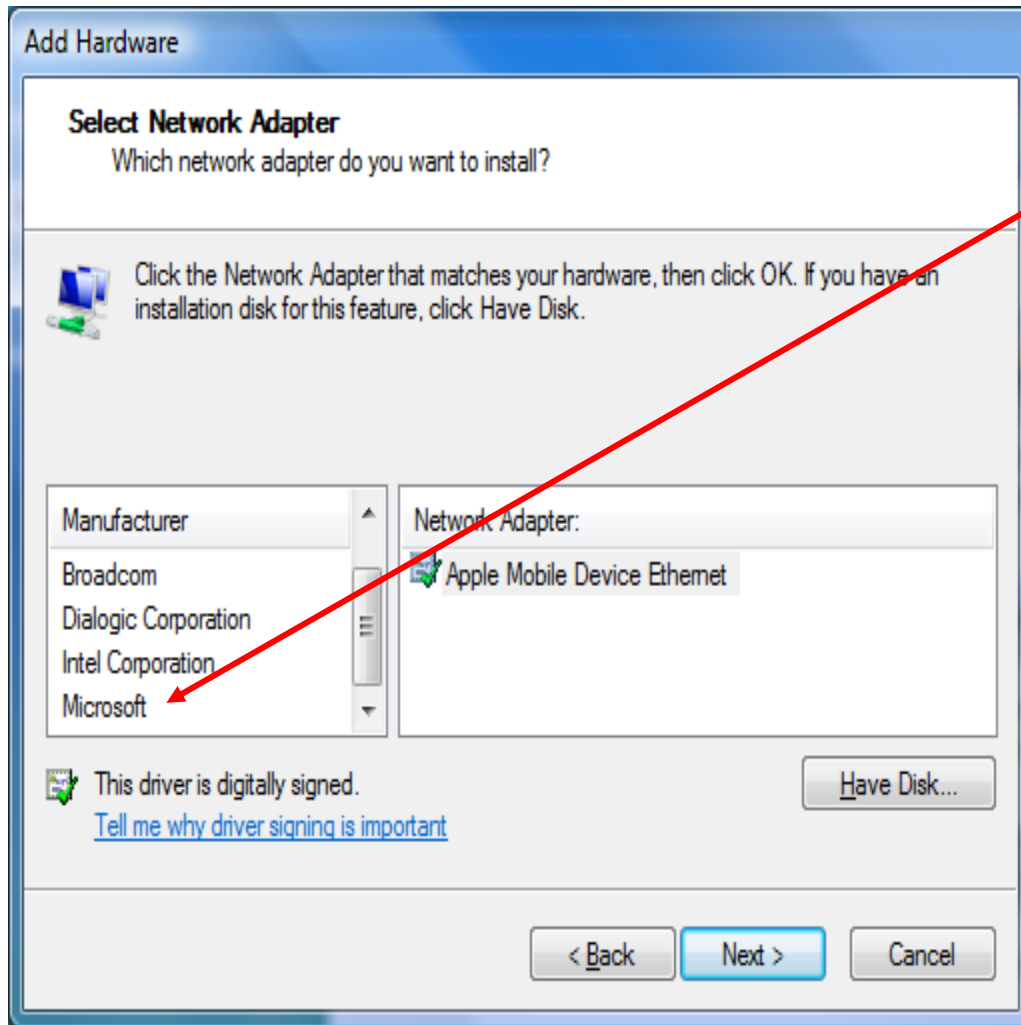 Add Hardware
Select Network Adapter
Which network adapter do you want to install?
Click the Network Adapter that matches your hardware, then click OK. If you have an
installation disk for this feature, click Have Disk.
Manufacturer
Broadcom
Dialogic Corporation
Intel Corporation
Microsoft
Network Adapter:
Apple Mobile Device Ethernet
This driver is digitally signed.
Tell me why driver signing is important
Have Disk...
< Back
Next >
Cancel